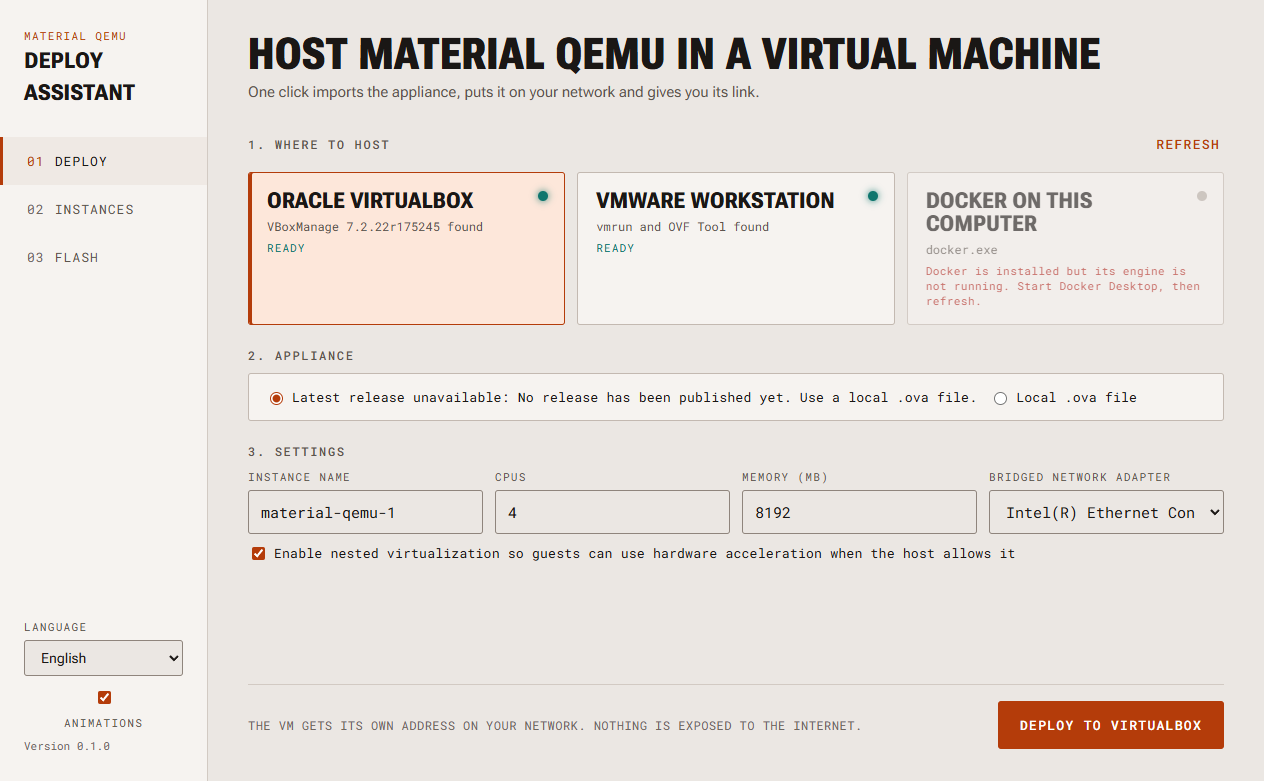 MATERIAL QEMU
DEPLOY
ASSISTANT
01 DEPLOY
02 INSTANCES
03 FLASH
LANGUAGE
English
ANIMATIONS
Version 0.1.0
HOST MATERIAL QEMU IN A VIRTUAL MACHINE
One click imports the appliance, puts it on your network and gives you its link.
1. WHERE TO HOST
REFRESH
ORACLE VIRTUALBOX
VBoxManage 7.2.22r175245 found
READY
VMWARE WORKSTATION
vmrun and OVF Tool found
READY
DOCKER ON THIS
COMPUTER
docker.exe
Docker is installed but its engine is
not running. Start Docker Desktop, then
refresh.
2. APPLIANCE
Latest release unavailable: No release has been published yet. Use a local .ova file.
Local .ova file
3. SETTINGS
INSTANCE NAME
material-qemu-1
CPUS
4
MEMORY (MB)
8192
BRIDGED NETWORK ADAPTER
Intel(R) Ethernet Con
Enable nested virtualization so guests can use hardware acceleration when the host allows it
THE VM GETS ITS OWN ADDRESS ON YOUR NETWORK. NOTHING IS EXPOSED TO THE INTERNET.
DEPLOY TO VIRTUALBOX